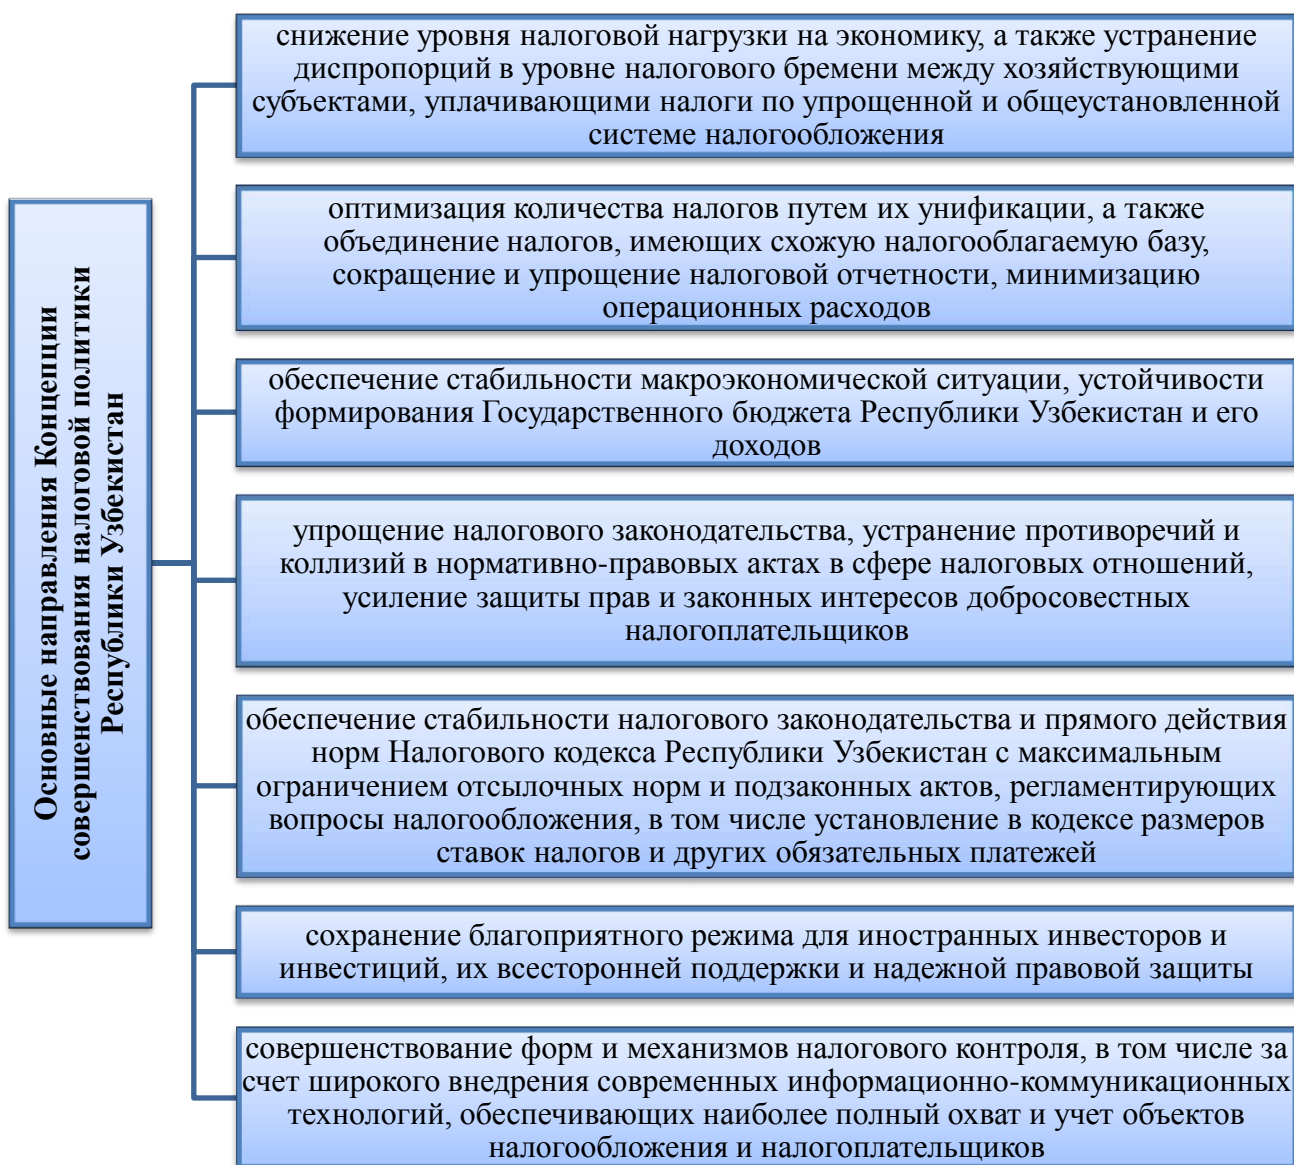 Основные направления Концепции
совершенствования налоговой политики
Республики Узбекистан
снижение уровня налоговой нагрузки на экономику, а также устранение
диспропорций в уровне налогового бремени между хозяйствующими
субъектами, уплачивающими налоги по упрощенной и общеустановленной
системе налогообложения
оптимизация количества налогов путем их унификации, а также
объединение налогов, имеющих схожую налогооблагаемую базу,
сокращение и упрощение налоговой отчетности, минимизацию
операционных расходов
обеспечение стабильности макроэкономической ситуации, устойчивости
формирования Государственного бюджета Республики Узбекистан и его
доходов
упрощение налогового законодательства, устранение противоречий и
коллизий в нормативно-правовых актах в сфере налоговых отношений,
усиление защиты прав и законных интересов добросовестных
налогоплательщиков
обеспечение стабильности налогового законодательства и прямого действия
норм Налогового кодекса Республики Узбекистан с максимальным
ограничением отсылочных норм и подзаконных актов, регламентирующих
вопросы налогообложения, в том числе установление в кодексе размеров
ставок налогов и других обязательных платежей
сохранение благоприятного режима для иностранных инвесторов и
инвестиций, их всесторонней поддержки и надежной правовой защиты
совершенствование форм и механизмов налогового контроля, в том числе за
счет широкого внедрения современных информационно-коммуникационных
технологий, обеспечивающих наиболее полный охват и учет объектов
налогообложения и налогоплательщиков